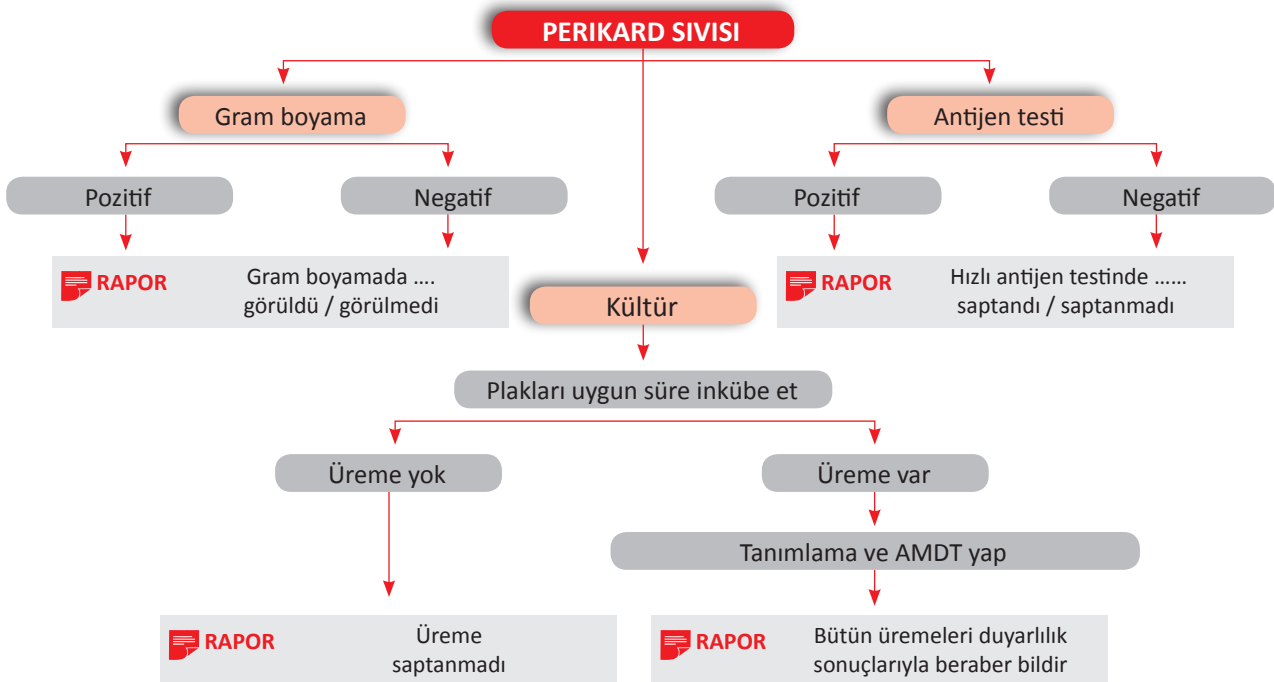 PERIKARD SIVISI
Gram boyama
Antijen testi
Pozitif
Negatif
Pozitif
Negatif
RAPOR
Gram boyamada ....
görüldü / görülmedi
RAPOR
Hızlı antijen testinde ......
saptandı / saptanmadı
Kültür
Plakları uygun süre inkübe et
Üreme yok
Üreme var
Tanımlama ve AMDT yap
RAPOR
Üreme
saptanmadı
RAPOR
Bütün üremeleri duyarlılık
sonuçlarıyla beraber bildir